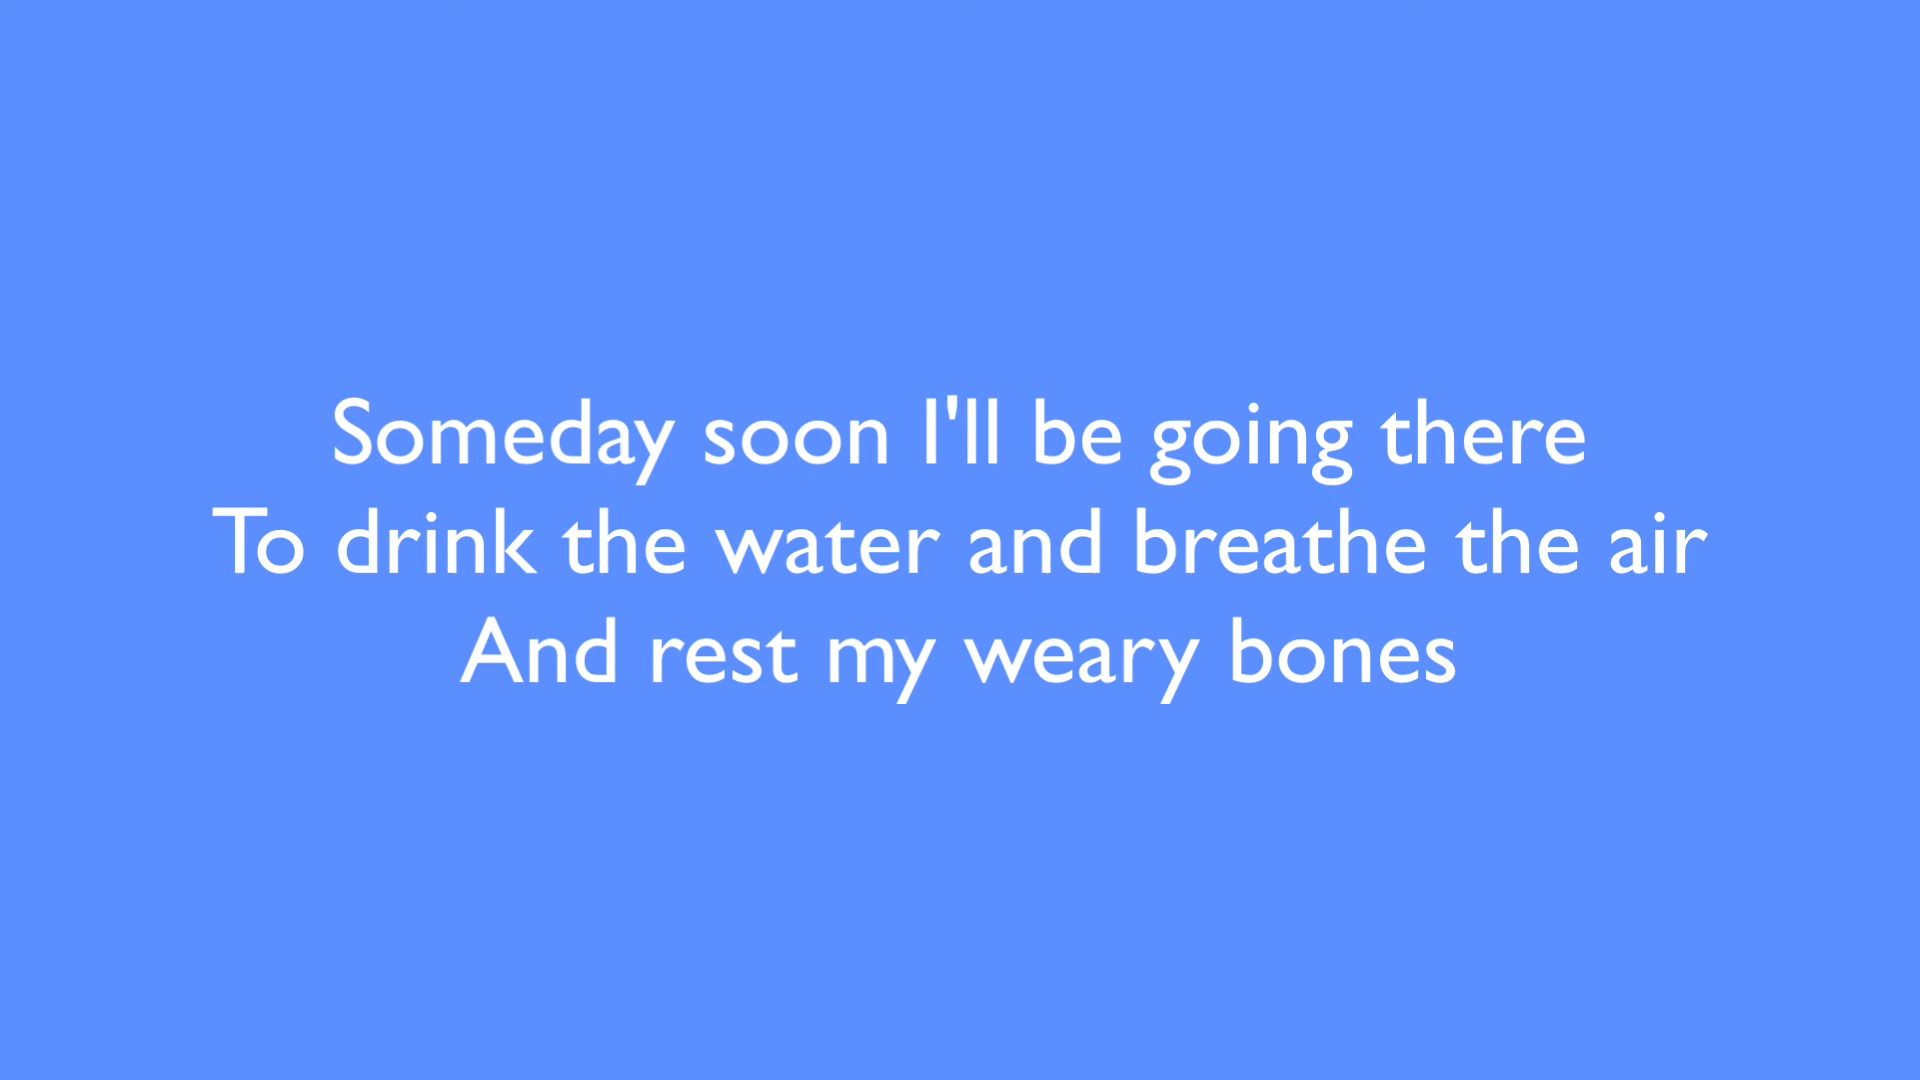 Someday soon I'll be going there
To drink the water and breathe the air
And rest my weary bones